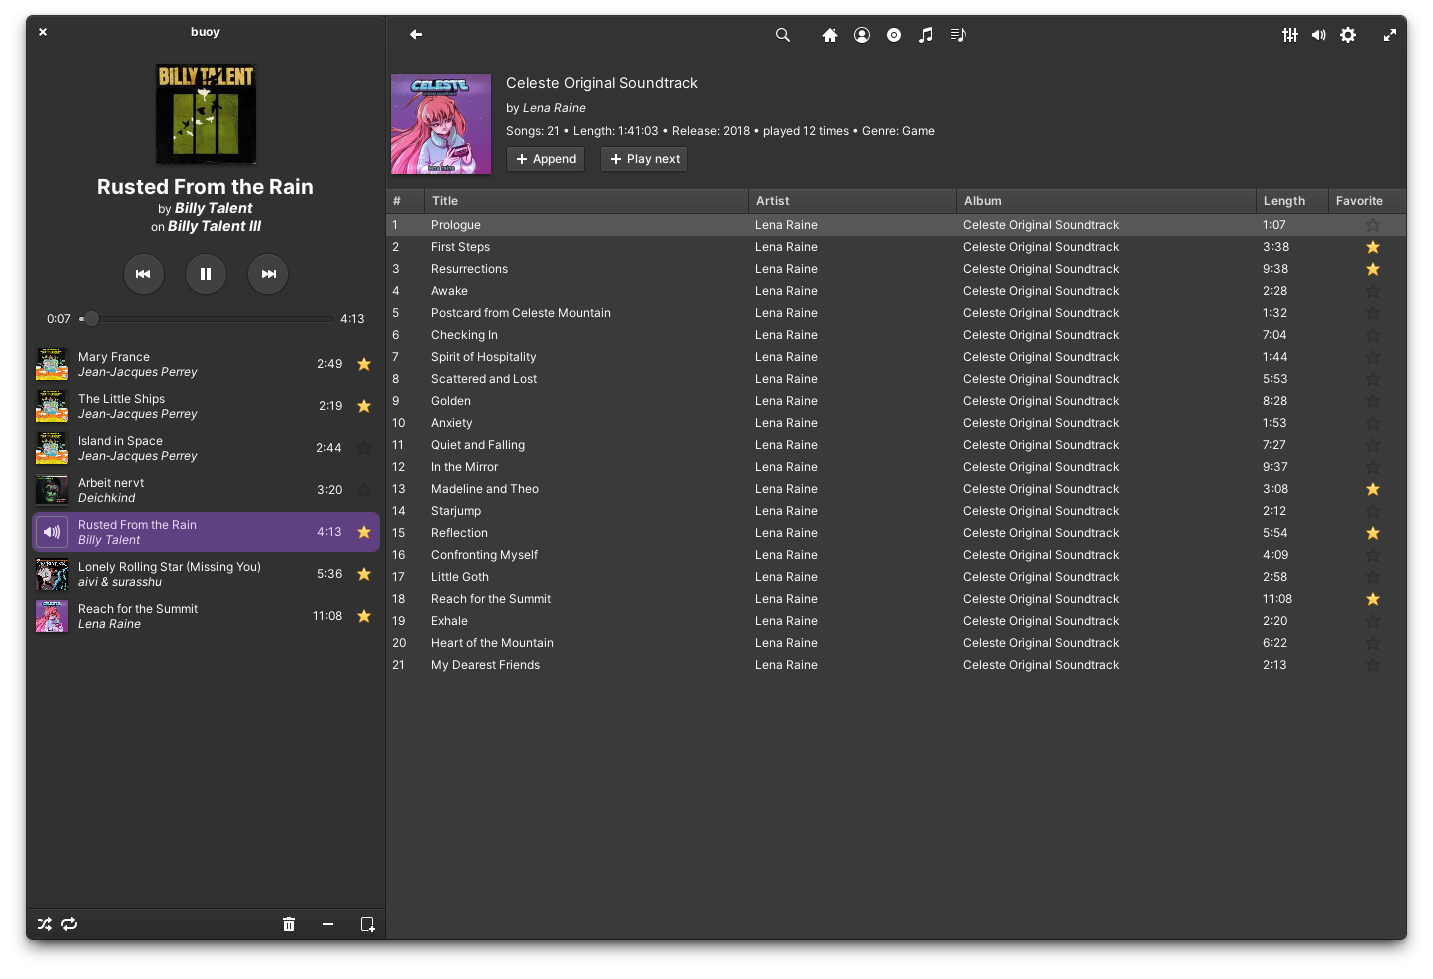 buoy
BILLY TALENT
Rusted From the Rain
by Billy Talent
on Billy Talent III
0:07 4:13
Mary France 2:49
Jean-Jacques Perrey
The Little Ships 2:19
Jean-Jacques Perrey
Island in Space 2:44
Jean-Jacques Perrey
Arbeit nervt 3:20
Deichkind
Rusted From the Rain 4:13
Billy Talent
Lonely Rolling Star (Missing You) 5:36
aivi & surasshu
Reach for the Summit 11:08
Lena Raine
CELESTE
lena raine
Celeste Original Soundtrack
by Lena Raine
Songs: 21 • Length: 1:41:03 • Release: 2018 • played 12 times • Genre: Game
Append Play next
# Title Artist Album Length Favorite
1 Prologue Lena Raine Celeste Original Soundtrack 1:07
2 First Steps Lena Raine Celeste Original Soundtrack 3:38
3 Resurrections Lena Raine Celeste Original Soundtrack 9:38
4 Awake Lena Raine Celeste Original Soundtrack 2:28
5 Postcard from Celeste Mountain Lena Raine Celeste Original Soundtrack 1:32
6 Checking In Lena Raine Celeste Original Soundtrack 7:04
7 Spirit of Hospitality Lena Raine Celeste Original Soundtrack 1:44
8 Scattered and Lost Lena Raine Celeste Original Soundtrack 5:53
9 Golden Lena Raine Celeste Original Soundtrack 8:28
10 Anxiety Lena Raine Celeste Original Soundtrack 1:53
11 Quiet and Falling Lena Raine Celeste Original Soundtrack 7:27
12 In the Mirror Lena Raine Celeste Original Soundtrack 9:37
13 Madeline and Theo Lena Raine Celeste Original Soundtrack 3:08
14 Starjump Lena Raine Celeste Original Soundtrack 2:12
15 Reflection Lena Raine Celeste Original Soundtrack 5:54
16 Confronting Myself Lena Raine Celeste Original Soundtrack 4:09
17 Little Goth Lena Raine Celeste Original Soundtrack 2:58
18 Reach for the Summit Lena Raine Celeste Original Soundtrack 11:08
19 Exhale Lena Raine Celeste Original Soundtrack 2:20
20 Heart of the Mountain Lena Raine Celeste Original Soundtrack 6:22
21 My Dearest Friends Lena Raine Celeste Original Soundtrack 2:13